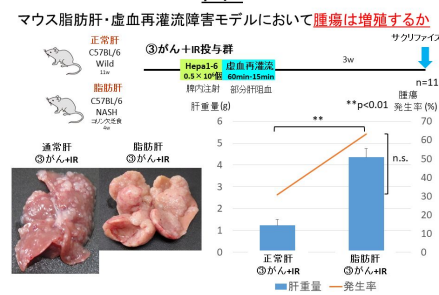 マウス脂肪肝・虚血再灌流障害モデルにおいて腫瘍は増殖するか
サクリファイス
正常肝
C57BL/6
Wild
11w
脂肪肝
C57BL/6
NASH
コリン欠乏食
4w
③がん+IR投与群
Hepa1-6
0.5×10⁶個
脾内注射
虚血再灌流
60min-15min
部分肝阻血
3w
n=11
通常肝
③がん+IR
脂肪肝
③がん+IR
肝重量(g)
**p<0.01
腫瘍
発生率(%)
**
n.s.
6
5
4
3
2
1
0
70
60
50
40
30
20
10
0
正常肝
③がん+IR
脂肪肝
③がん+IR
肝重量
発生率